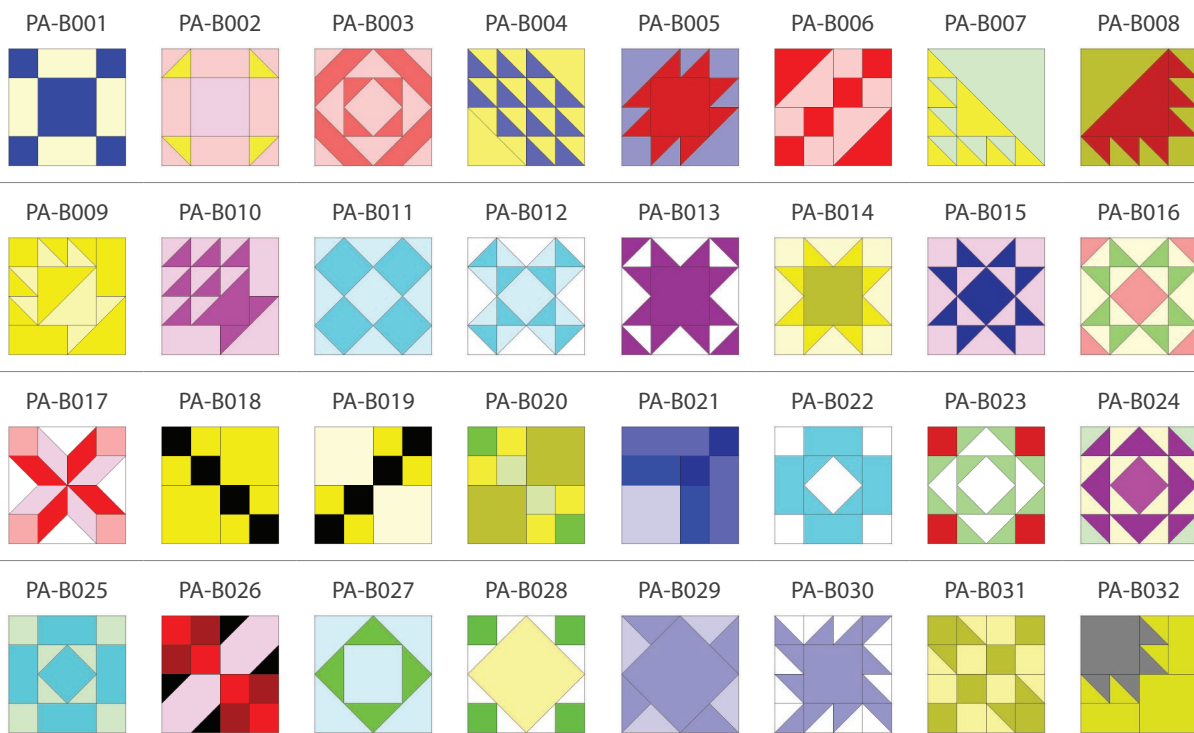 PA-B001 PA-B002 PA-B003 PA-B004 PA-B005 PA-B006 PA-B007 PA-B008
PA-B009 PA-B010 PA-B011 PA-B012 PA-B013 PA-B014 PA-B015 PA-B016
PA-B017 PA-B018 PA-B019 PA-B020 PA-B021 PA-B022 PA-B023 PA-B024
PA-B025 PA-B026 PA-B027 PA-B028 PA-B029 PA-B030 PA-B031 PA-B032